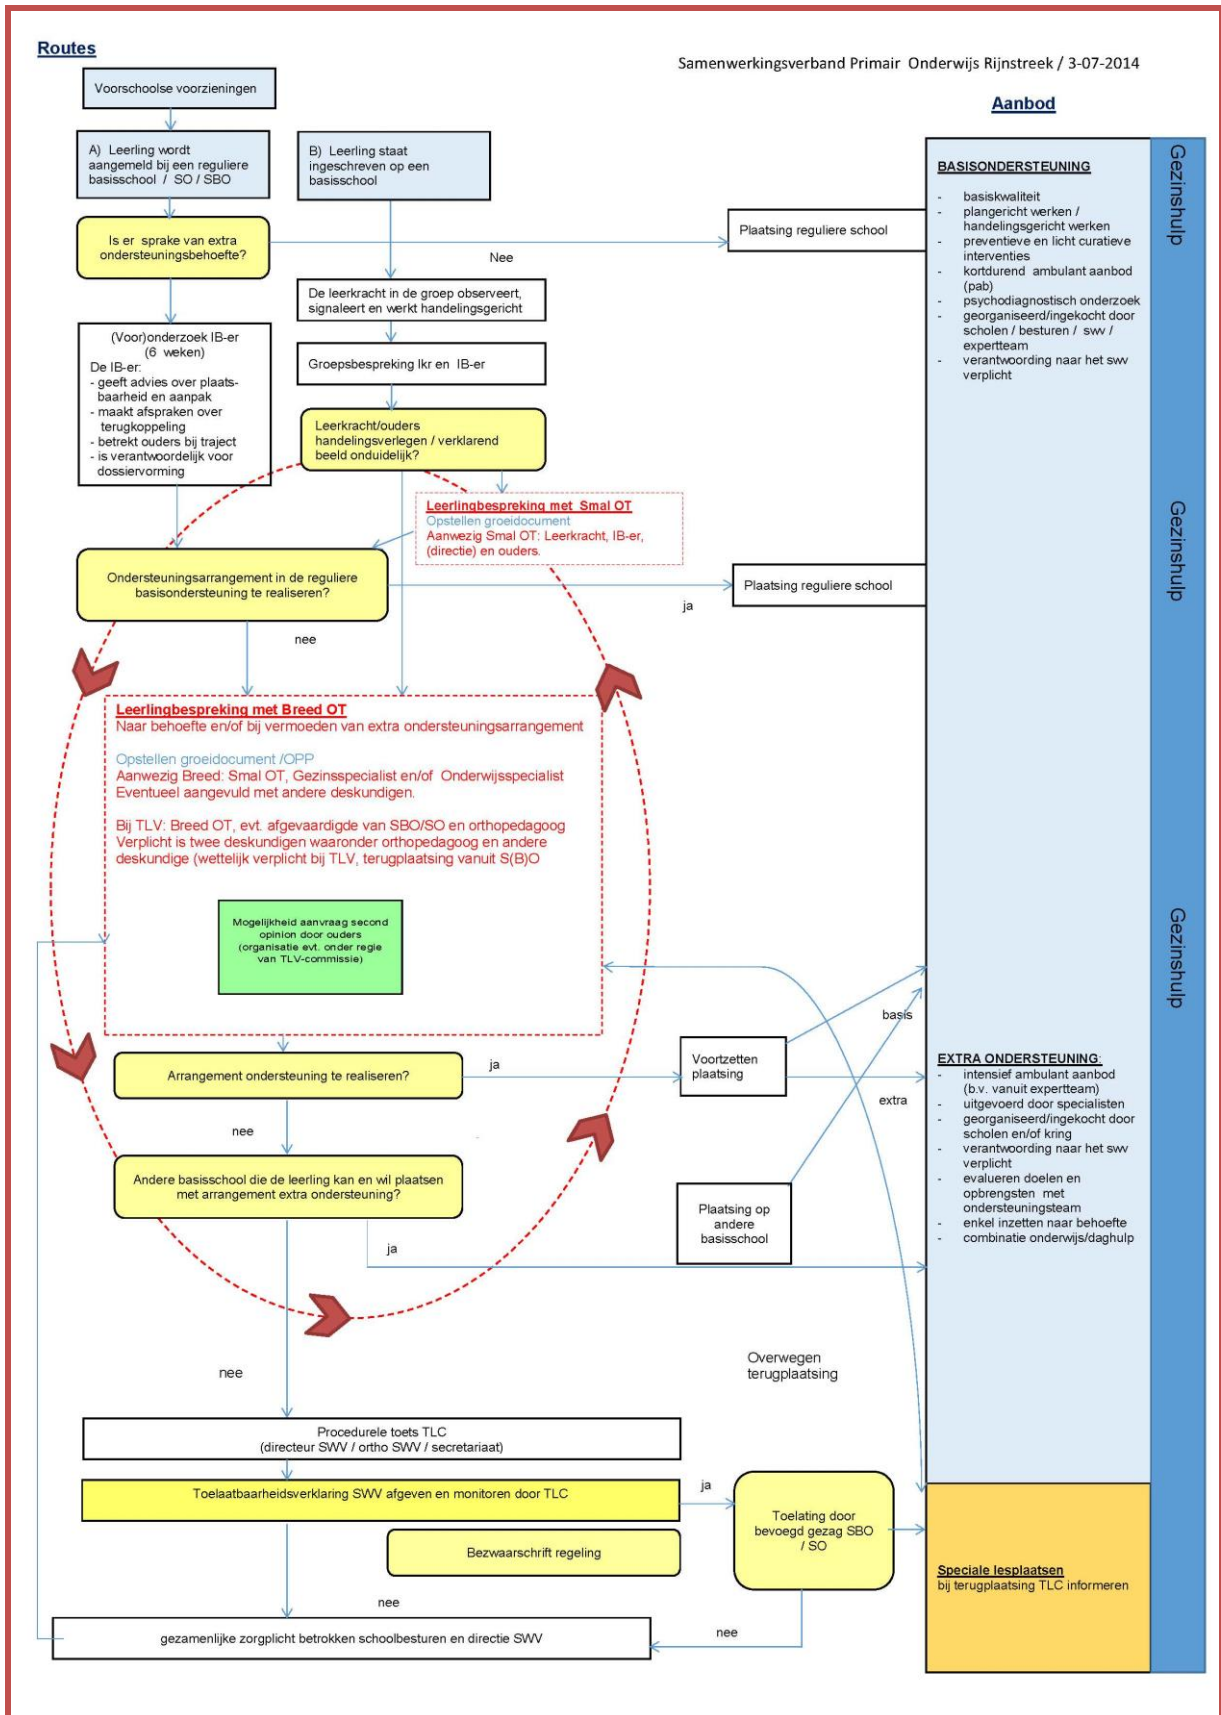 Routes
Samenwerkingsverband Primair Onderwijs Rijnstreek / 3-07-2014
Aanbod
Voorschoolse voorzieningen
A) Leerling wordt
aangemeld bij een reguliere
basisschool / SO / SBO
B) Leerling staat
ingeschreven op een
basisschool
Is er sprake van extra
ondersteuningsbehoefte?
Nee
Plaatsing reguliere school
De leerkracht in de groep observeert,
signaleert en werkt handelingsgericht
(Voor)onderzoek IB-er
(6 weken)
De IB-er:
- geeft advies over plaats-
baarheid en aanpak
- maakt afspraken over
terugkoppeling
- betrekt ouders bij traject
- is verantwoordelijk voor
dossiervorming
Groepsbespreking lkr en IB-er
Leerkracht/ouders
handelingsverlegen / verklarend
beeld onduidelijk?
Leerlingbespreking met Smal OT
Opstellen groeidocument
Aanwezig Smal OT: Leerkracht, IB-er,
(directie) en ouders.
Ondersteuningsarrangement in de reguliere
basisondersteuning te realiseren?
ja
Plaatsing reguliere school
nee
Leerlingbespreking met Breed OT
Naar behoefte en/of bij vermoeden van extra ondersteuningsarrangement
Opstellen groeidocument /OPP
Aanwezig Breed: Smal OT, Gezinsspecialist en/of Onderwijsspecialist
Eventueel aangevuld met andere deskundigen.
Bij TLV: Breed OT, evt. afgevaardigde van SBO/SO en orthopedagoog
Verplicht is twee deskundigen waaronder orthopedagoog en andere
deskundige (wettelijk verplicht bij TLV, terugplaatsing vanuit S(B)O
Mogelijkheid aanvraag second
opinion door ouders
(organisatie evt. onder regie
van TLV-commissie)
Arrangement ondersteuning te realiseren?
ja
Voortzetten
plaatsing
basis
extra
nee
Andere basisschool die de leerling kan en wil plaatsen
met arrangement extra ondersteuning?
Plaatsing op
andere
basisschool
ja
nee
Overwegen
terugplaatsing
Procedurele toets TLC
(directeur SWV / ortho SWV / secretariaat)
Toelaatbaarheidsverklaring SWV afgeven en monitoren door TLC
ja
Toelating door
bevoegd gezag SBO
/ SO
Bezwaarschrift regeling
nee
nee
gezamenlijke zorgplicht betrokken schoolbesturen en directie SWV
BASISONDERSTEUNING
- basiskwaliteit
- plangericht werken /
handelingsgericht werken
- preventieve en licht curatieve
interventies
- kortdurend ambulant aanbod
(pab)
- psychodiagnostisch onderzoek
- georganiseerd/ingekocht door
scholen / besturen / swv /
expertteam
- verantwoording naar het swv
verplicht
EXTRA ONDERSTEUNING:
- intensief ambulant aanbod
(b.v. vanuit expertteam)
- uitgevoerd door specialisten
- georganiseerd/ingekocht door
scholen en/of kring
- verantwoording naar het swv
verplicht
- evalueren doelen en
opbrengsten met
ondersteuningsteam
- enkel inzetten naar behoefte
- combinatie onderwijs/daghulp
Speciale lesplaatsen
bij terugplaatsing TLC informeren
Gezinshulp
Gezinshulp
Gezinshulp